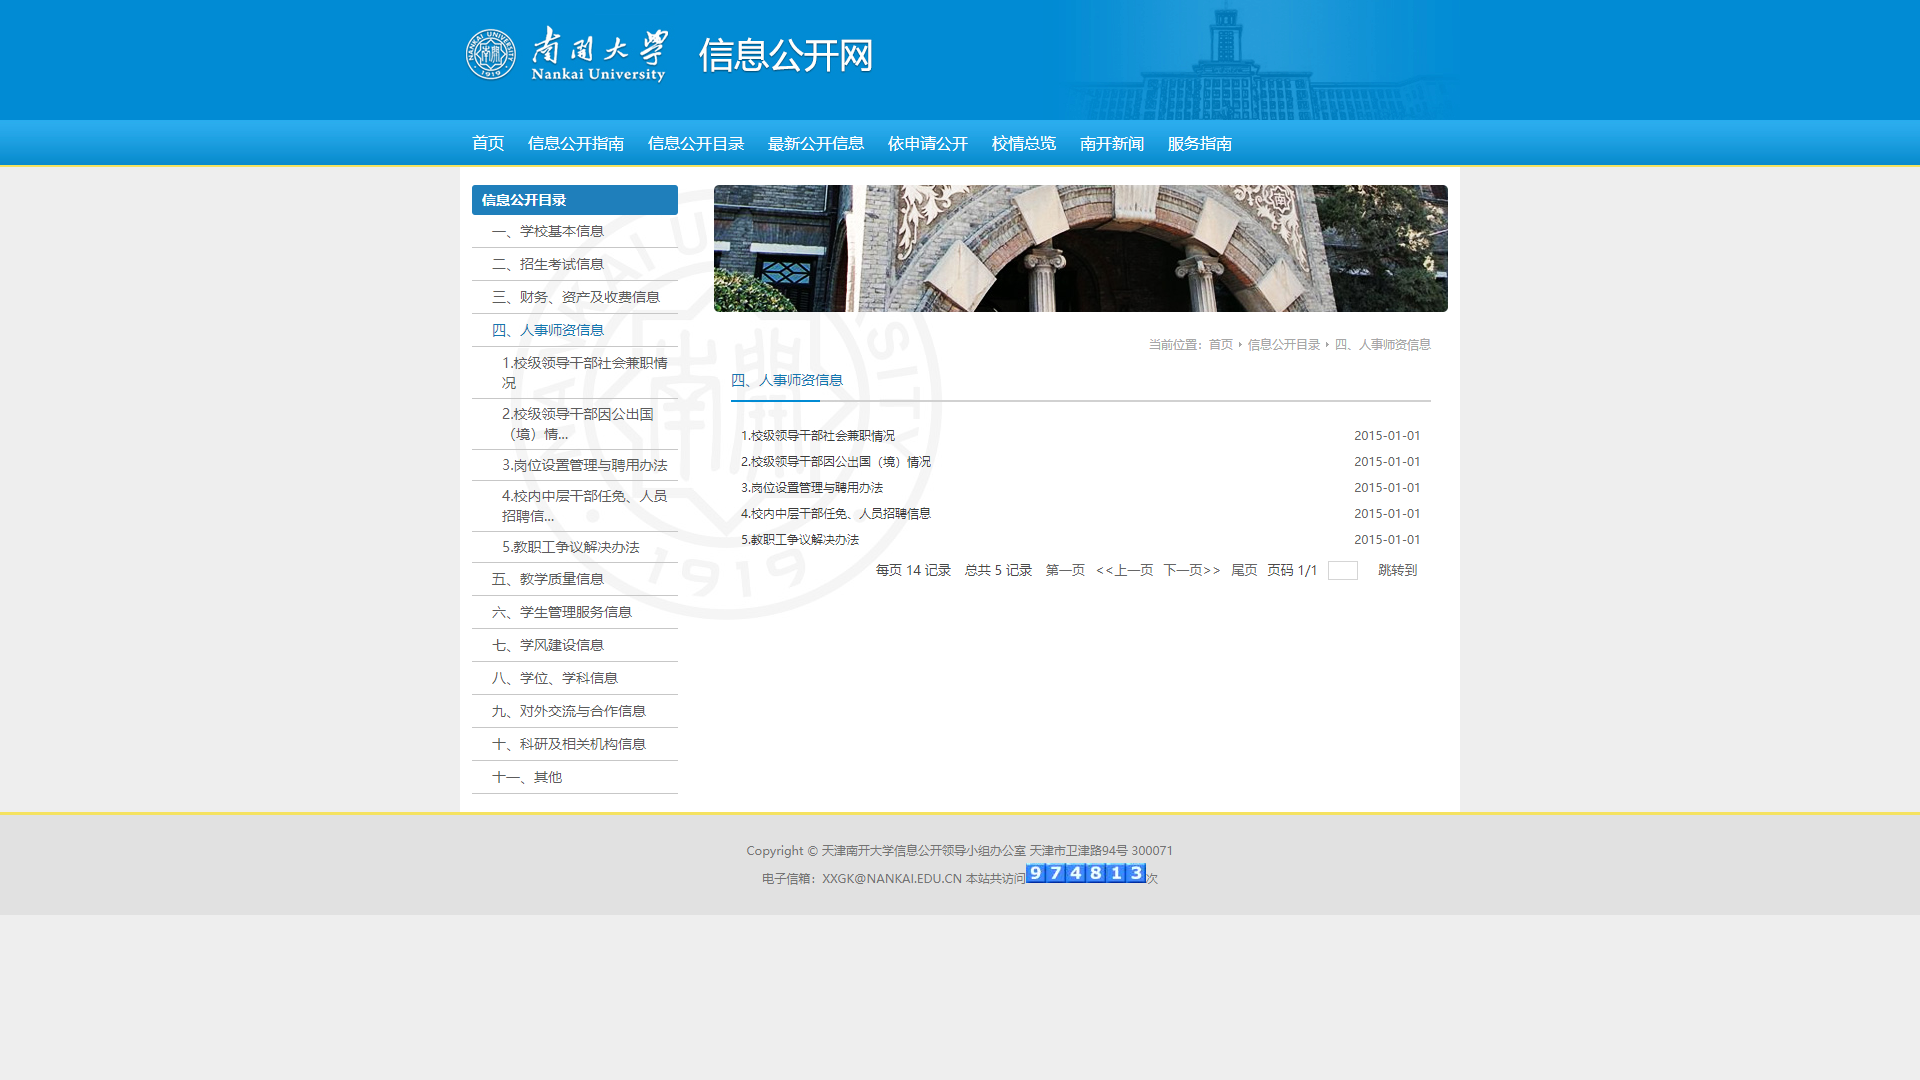 南开大学
Nankai University
NANKAI UNIVERSITY
1919
信息公开网
首页 信息公开指南 信息公开目录 最新公开信息 依申请公开 校情总览 南开新闻 服务指南
信息公开目录
一、学校基本信息
二、招生考试信息
三、财务、资产及收费信息
四、人事师资信息
1.校级领导干部社会兼职情
况
2.校级领导干部因公出国
（境）情...
3.岗位设置管理与聘用办法
4.校内中层干部任免、人员
招聘信...
5.教职工争议解决办法
五、教学质量信息
六、学生管理服务信息
七、学风建设信息
八、学位、学科信息
九、对外交流与合作信息
十、科研及相关机构信息
十一、其他
当前位置：首页 信息公开目录 四、人事师资信息
四、人事师资信息
1.校级领导干部社会兼职情况 2015-01-01
2.校级领导干部因公出国（境）情况 2015-01-01
3.岗位设置管理与聘用办法 2015-01-01
4.校内中层干部任免、人员招聘信息 2015-01-01
5.教职工争议解决办法 2015-01-01
每页 14 记录 总共 5 记录 第一页 <<上一页 下一页>> 尾页 页码 1/1 跳转到
Copyright © 天津南开大学信息公开领导小组办公室 天津市卫津路94号 300071
电子信箱：XXGK@NANKAI.EDU.CN 本站共访问974813次